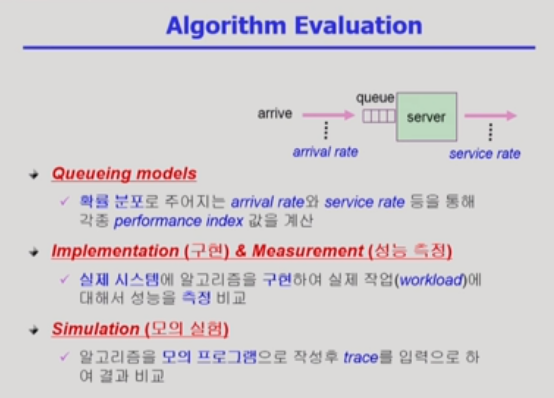 Algorithm Evaluation
queue
arrive
server
arrival rate
service rate
Queueing models
확률 분포로 주어지는 arrival rate와 service rate 등을 통해
각종 performance index 값을 계산
Implementation (구현) & Measurement (성능 측정)
실제 시스템에 알고리즘을 구현하여 실제 작업(workload)에
대해서 성능을 측정 비교
Simulation (모의 실험)
알고리즘을 모의 프로그램으로 작성후 trace를 입력으로 하
여 결과 비교